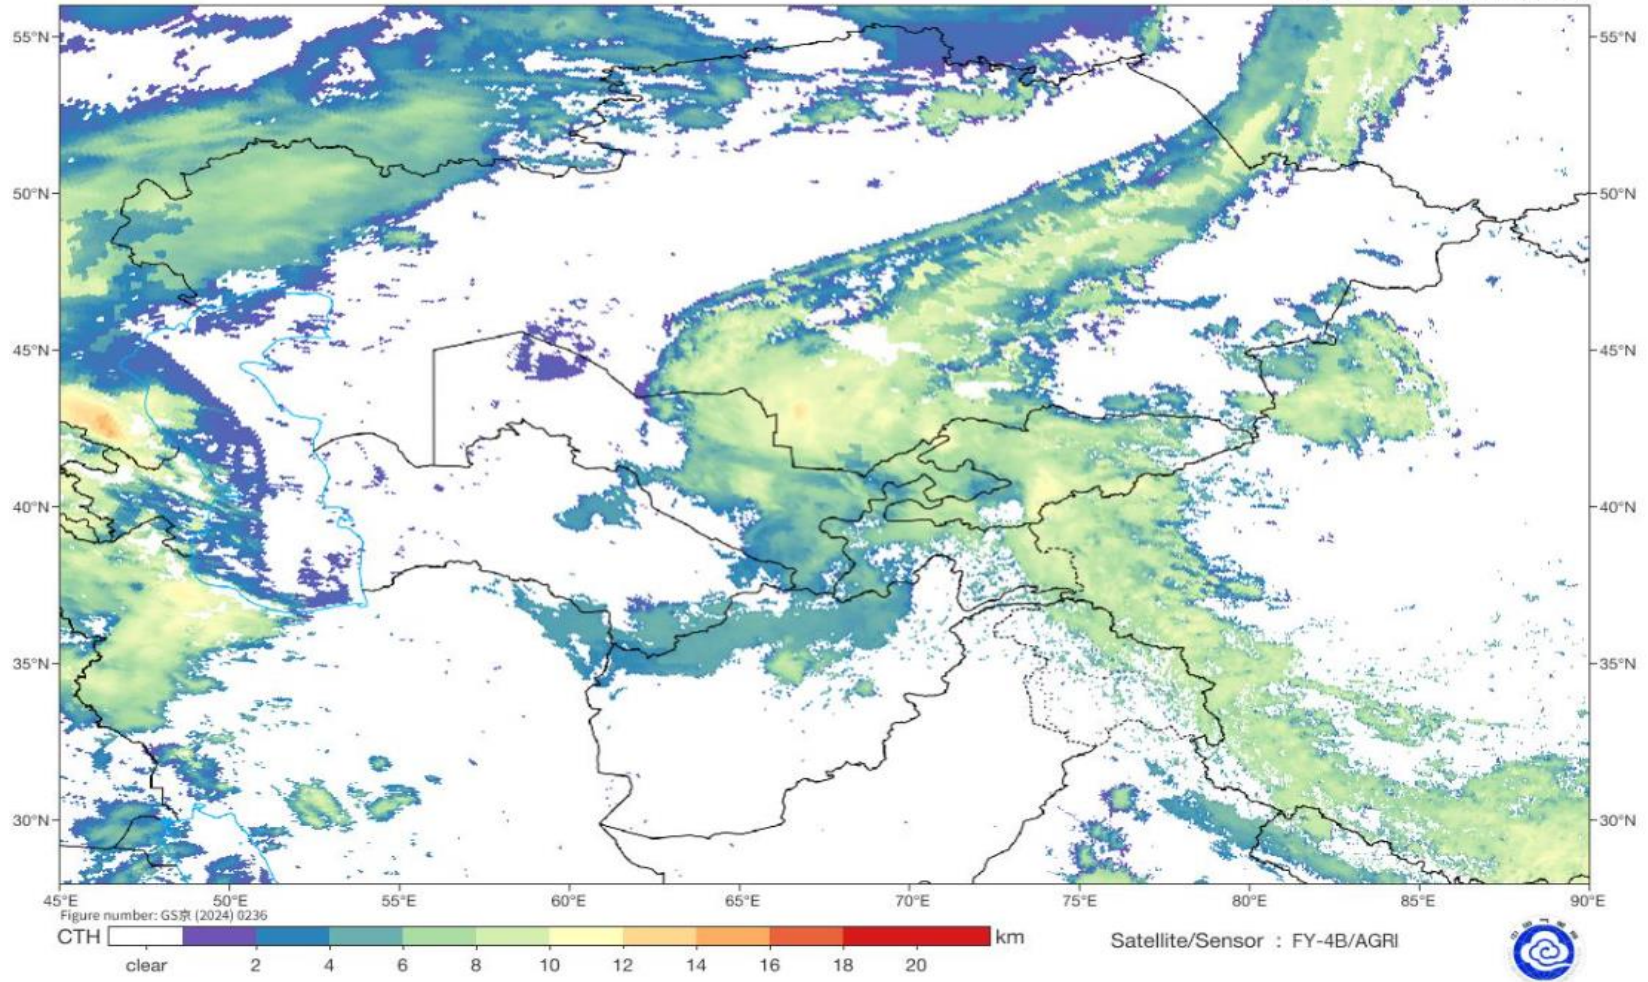 55°N 55°N
50°N 50°N
45°N 45°N
40°N 40°N
35°N 35°N
30°N 30°N
45°E 50°E 55°E 60°E 65°E 70°E 75°E 80°E 85°E 90°E
Figure number: GS京 (2024) 0236
CTH km
clear 2 4 6 8 10 12 14 16 18 20
Satellite/Sensor : FY-4B/AGRI